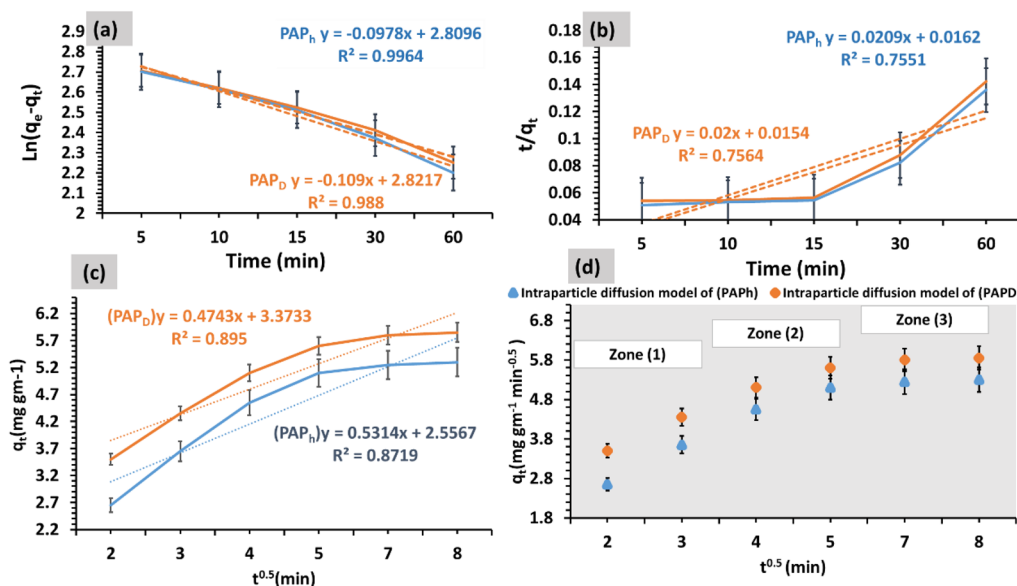 (a)
PAPh y = -0.0978x + 2.8096
R² = 0.9964
PAPD y = -0.109x + 2.8217
R² = 0.988
Ln(qe-qt)
2.9
2.8
2.7
2.6
2.5
2.4
2.3
2.2
2.1
2
5 10 15 30 60
Time (min)
(b)
PAPh y = 0.0209x + 0.0162
R² = 0.7551
PAPD y = 0.02x + 0.0154
R² = 0.7564
t/qt
0.16
0.14
0.12
0.1
0.08
0.06
0.04
5 10 15 30 60
Time (min)
(c)
(PAPD)y = 0.4743x + 3.3733
R² = 0.895
(PAPh)y = 0.5314x + 2.5567
R² = 0.8719
qt(mg gm-1)
6.2
5.7
5.2
4.7
4.2
3.7
3.2
2.7
2.2
2 3 4 5 7 8
t0.5(min)
(d)
Intraparticle diffusion model of (PAPh)
Intraparticle diffusion model of (PAPD)
Zone (1)
Zone (2)
Zone (3)
qt(mg gm-1 min-0.5)
6.8
5.8
4.8
3.8
2.8
1.8
2 3 4 5 7 8
t0.5(min)